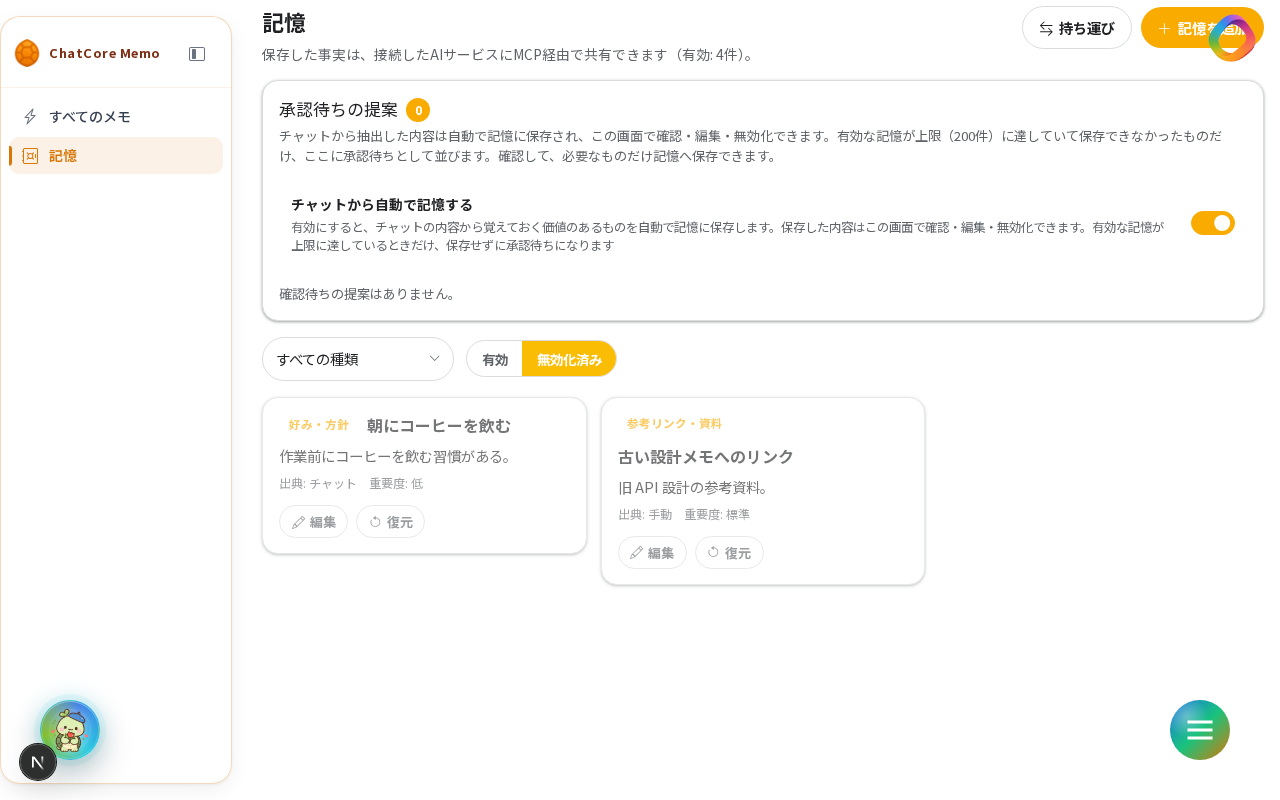 ChatCore Memo
すべてのメモ
記憶
記憶
保存した事実は、接続したAIサービスにMCP経由で共有できます（有効: 4件）。
持ち運び
記憶を追加
承認待ちの提案 0
チャットから抽出した内容は自動で記憶に保存され、この画面で確認・編集・無効化できます。有効な記憶が上限（200件）に達していて保存できなかったものだ
け、ここに承認待ちとして並びます。確認して、必要なものだけ記憶へ保存できます。
チャットから自動で記憶する
有効にすると、チャットの内容から覚えておく価値のあるものを自動で記憶に保存します。保存した内容はこの画面で確認・編集・無効化できます。有効な記憶が
上限に達しているときだけ、保存せずに承認待ちになります
確認待ちの提案はありません。
すべての種類
有効
無効化済み
好み・方針 朝にコーヒーを飲む
作業前にコーヒーを飲む習慣がある。
出典: チャット 重要度: 低
編集
復元
参考リンク・資料
古い設計メモへのリンク
旧 API 設計の参考資料。
出典: 手動 重要度: 標準
編集
復元
N